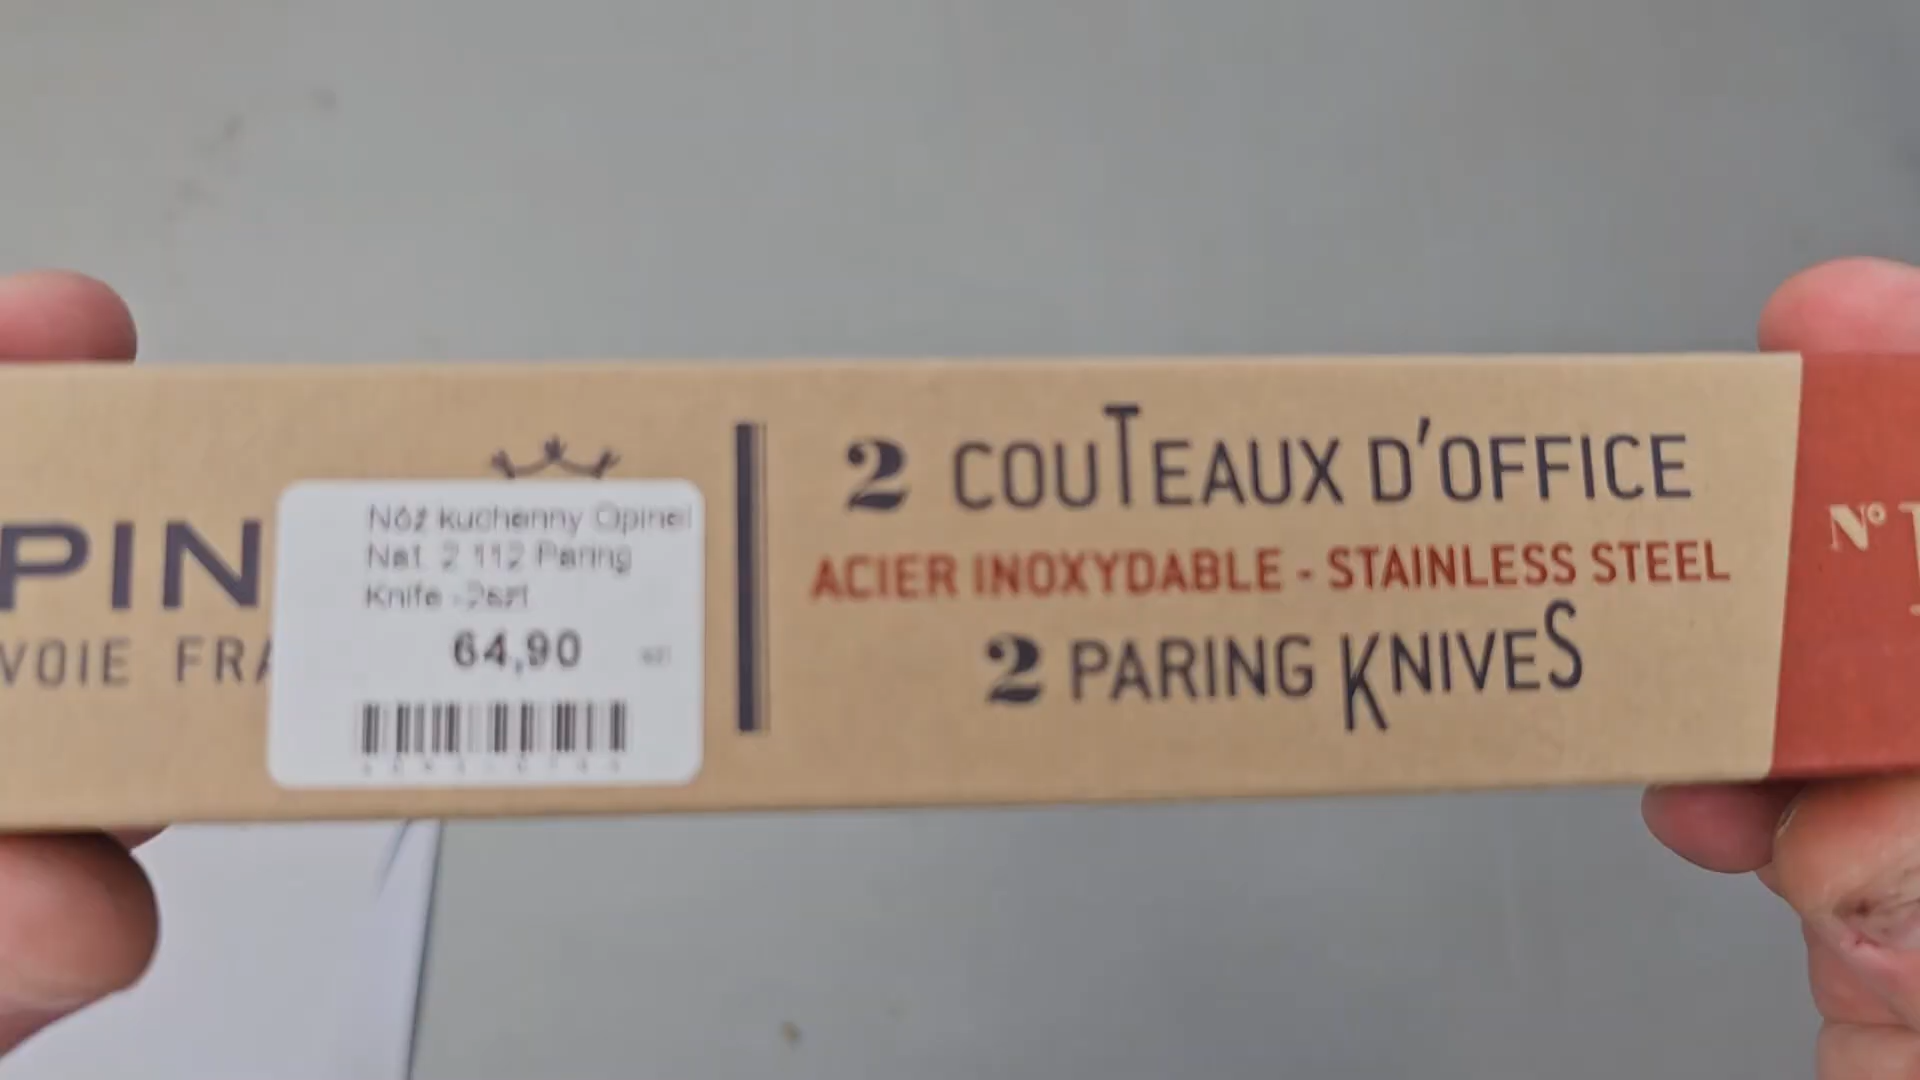 PIN
VOIE FRA
Nóż kuchenny Opinel
Nat. 2 112 Paring
Knife - 2szt
64,90
2 COUTEAUX D'OFFICE
ACIER INOXYDABLE - STAINLESS STEEL
2 PARING KNIVES
N°